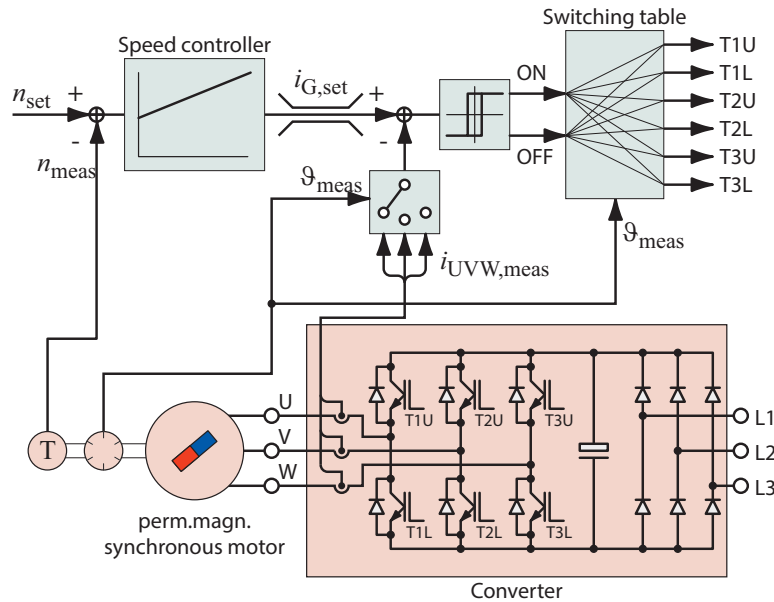 Switching table
Speed controller
T1U
T1L
T2U
T2L
T3U
T3L
ON
OFF
i_G,set
n_set
+
-
+
-
n_meas
ϑ_meas
ϑ_meas
i_UVW,meas
T
U
V
W
T1U
T2U
T3U
T1L
T2L
T3L
L1
L2
L3
perm.magn.
synchronous motor
Converter